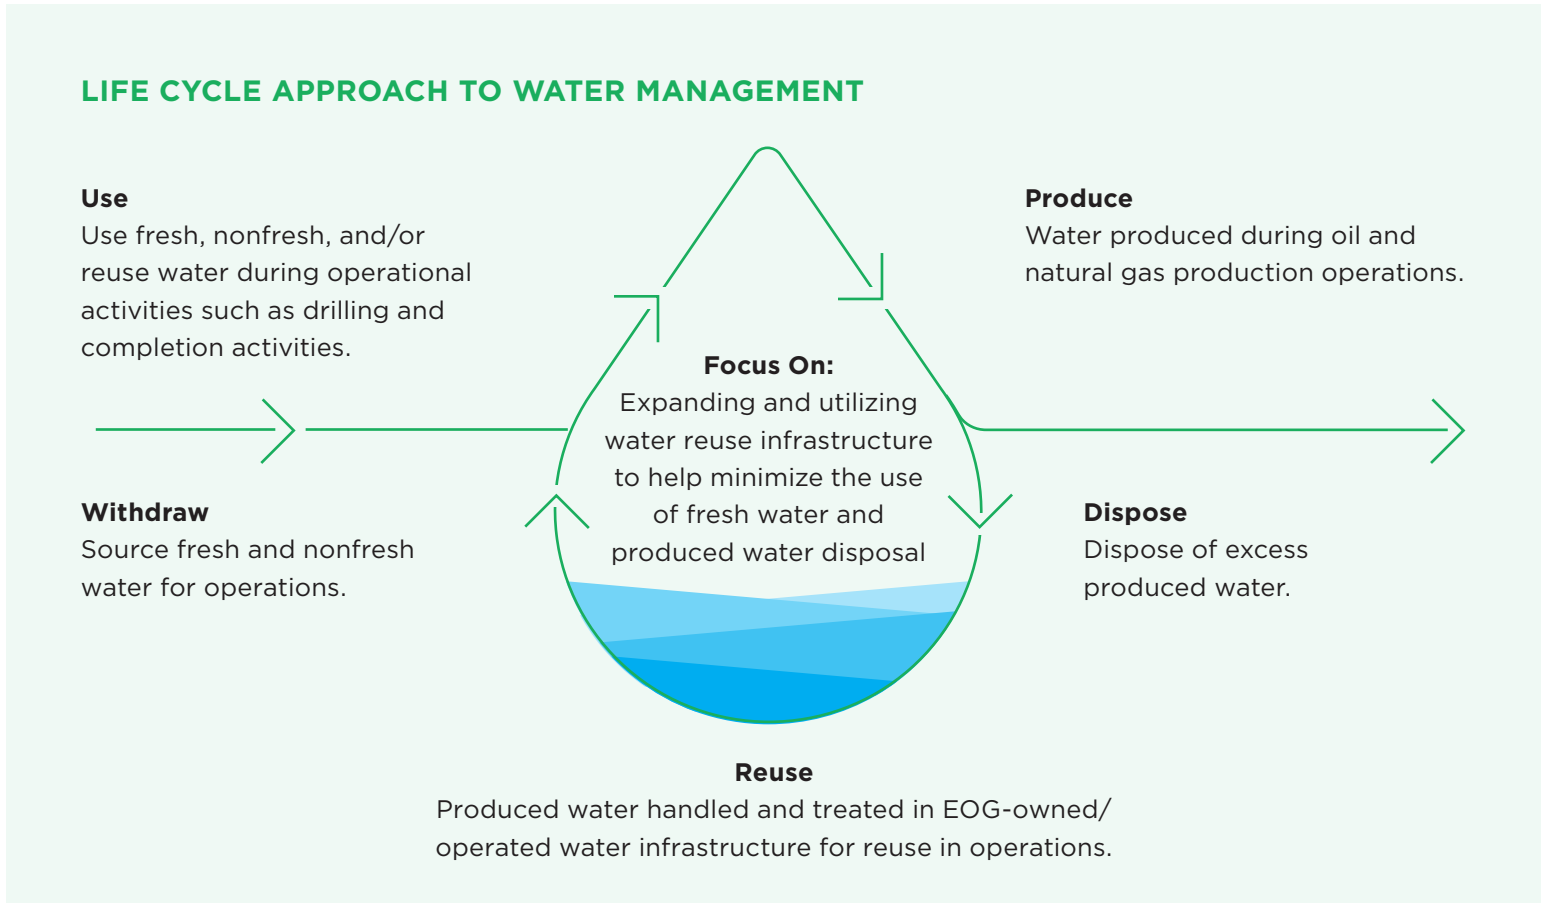 LIFE CYCLE APPROACH TO WATER MANAGEMENT
Use
Use fresh, nonfresh, and/or
reuse water during operational
activities such as drilling and
completion activities.
Produce
Water produced during oil and
natural gas production operations.
Focus On:
Expanding and utilizing
water reuse infrastructure
to help minimize the use
of fresh water and
produced water disposal
Withdraw
Source fresh and nonfresh
water for operations.
Dispose
Dispose of excess
produced water.
Reuse
Produced water handled and treated in EOG-owned/
operated water infrastructure for reuse in operations.